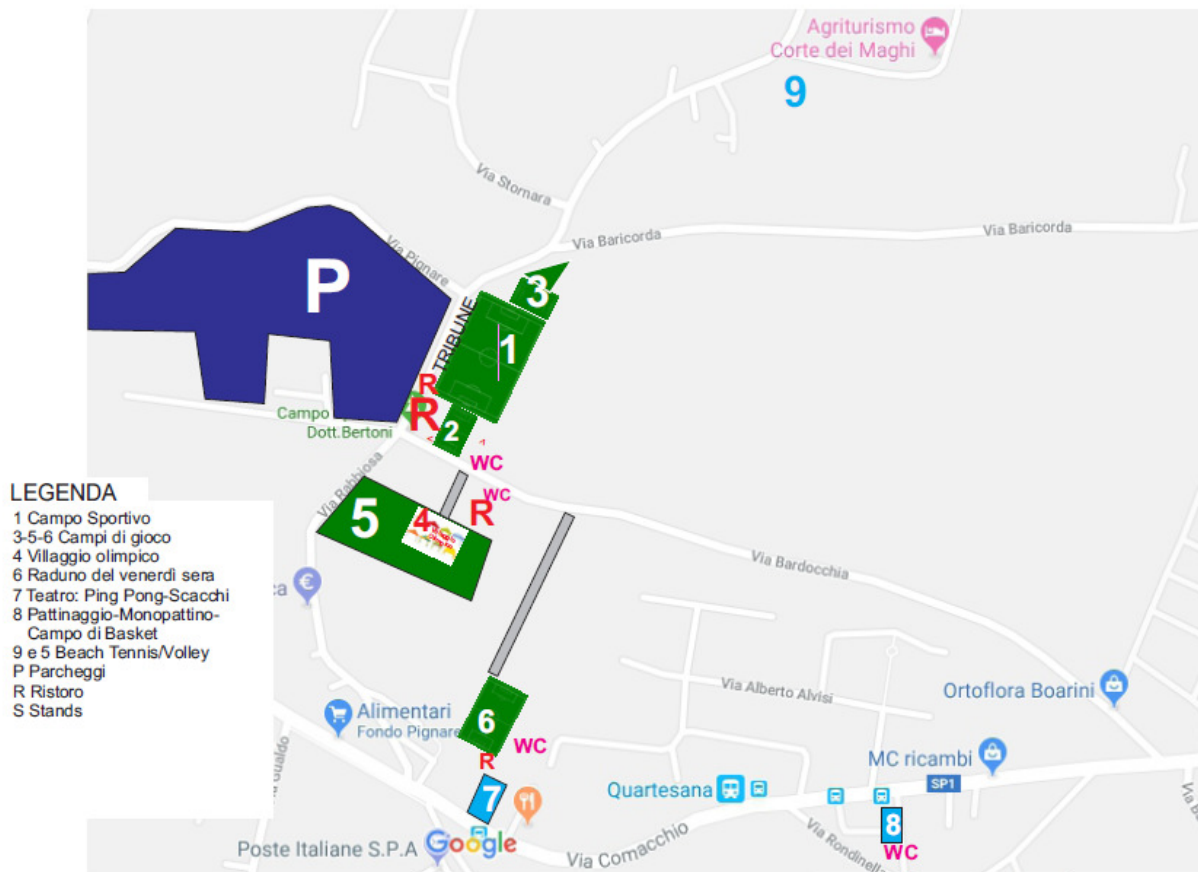 Agriturismo
Corte dei Maghi
9
Via Stornara
Via Baricorda
Via Baricorda
Via Pignare
P
3
TRIBUNE
1
R
R
Campo
Dott.Bertoni
2
WC
WC
Via Rabbiosa
LEGENDA
1 Campo Sportivo
3-5-6 Campi di gioco
4 Villaggio olimpico
6 Raduno del venerdì sera
7 Teatro: Ping Pong-Scacchi
8 Pattinaggio-Monopattino-
Campo di Basket
9 e 5 Beach Tennis/Volley
P Parcheggi
R Ristoro
S Stands
5
4
R
Via Bardocchia
ca
Via Alberto Alvisi
Ortoflora Boarini
Alimentari
Fondo Pignare
6
WC
R
MC ricambi
SP1
Quartesana
7
8
WC
Via Rondinella
Poste Italiane S.P.A
Google
Via Comacchio